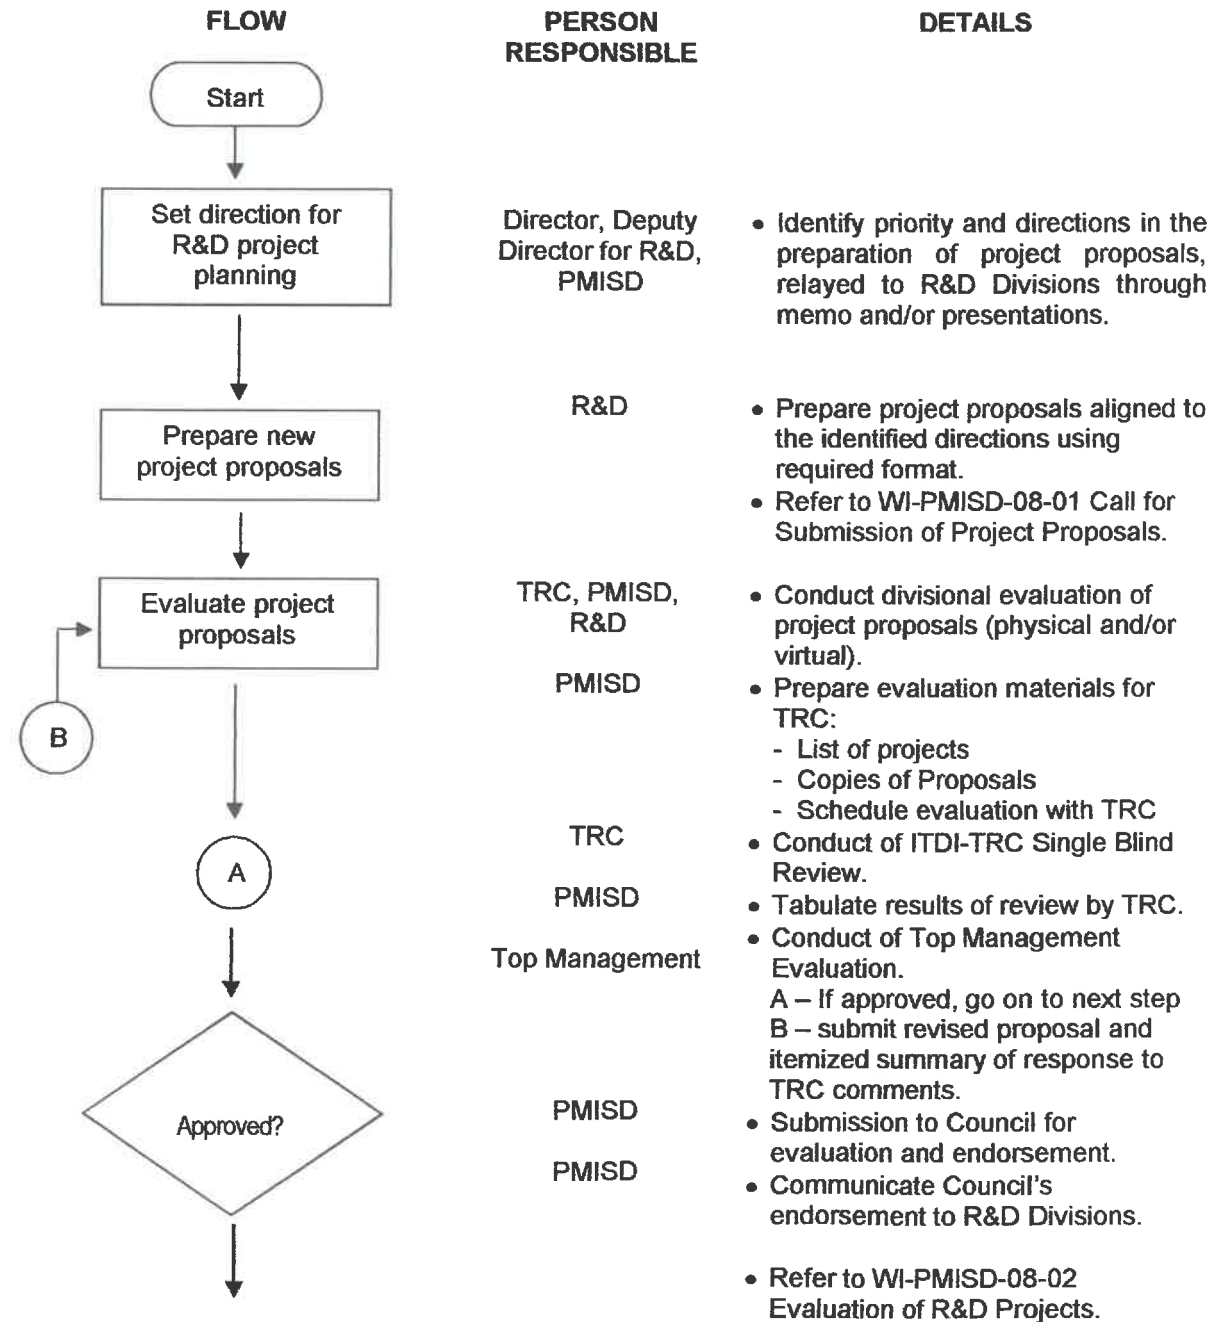 FLOW
PERSON
RESPONSIBLE
DETAILS
Start
Set direction for
R&D project
planning
Director, Deputy
Director for R&D,
PMISD
• Identify priority and directions in the
preparation of project proposals,
relayed to R&D Divisions through
memo and/or presentations.
Prepare new
project proposals
R&D
• Prepare project proposals aligned to
the identified directions using
required format.
• Refer to WI-PMISD-08-01 Call for
Submission of Project Proposals.
Evaluate project
proposals
B
TRC, PMISD,
R&D
• Conduct divisional evaluation of
project proposals (physical and/or
virtual).
PMISD
• Prepare evaluation materials for
TRC:
- List of projects
- Copies of Proposals
- Schedule evaluation with TRC
A
TRC
• Conduct of ITDI-TRC Single Blind
Review.
PMISD
• Tabulate results of review by TRC.
Top Management
• Conduct of Top Management
Evaluation.
A – If approved, go on to next step
B – submit revised proposal and
itemized summary of response to
TRC comments.
Approved?
PMISD
• Submission to Council for
evaluation and endorsement.
PMISD
• Communicate Council's
endorsement to R&D Divisions.
• Refer to WI-PMISD-08-02
Evaluation of R&D Projects.